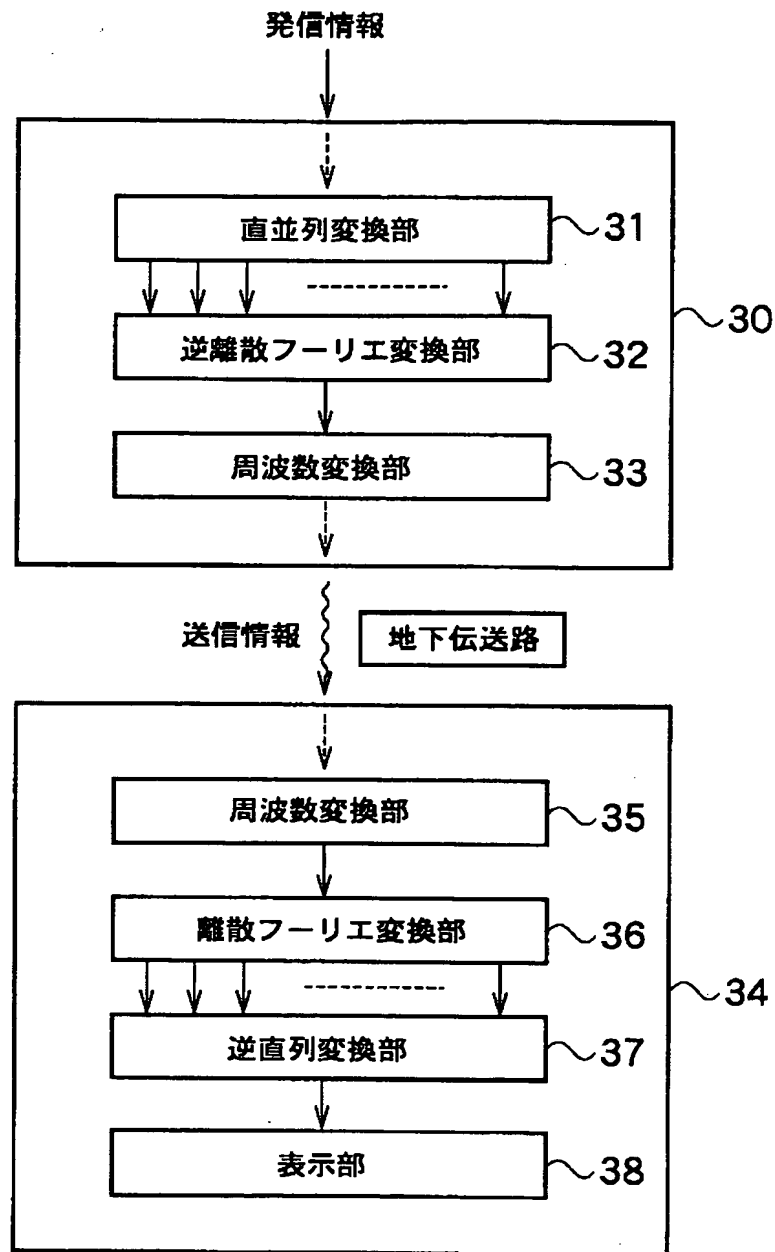 発信情報
直並列変換部
31
30
逆離散フーリエ変換部
32
周波数変換部
33
送信情報
地下伝送路
周波数変換部
35
離散フーリエ変換部
36
34
逆直列変換部
37
表示部
38